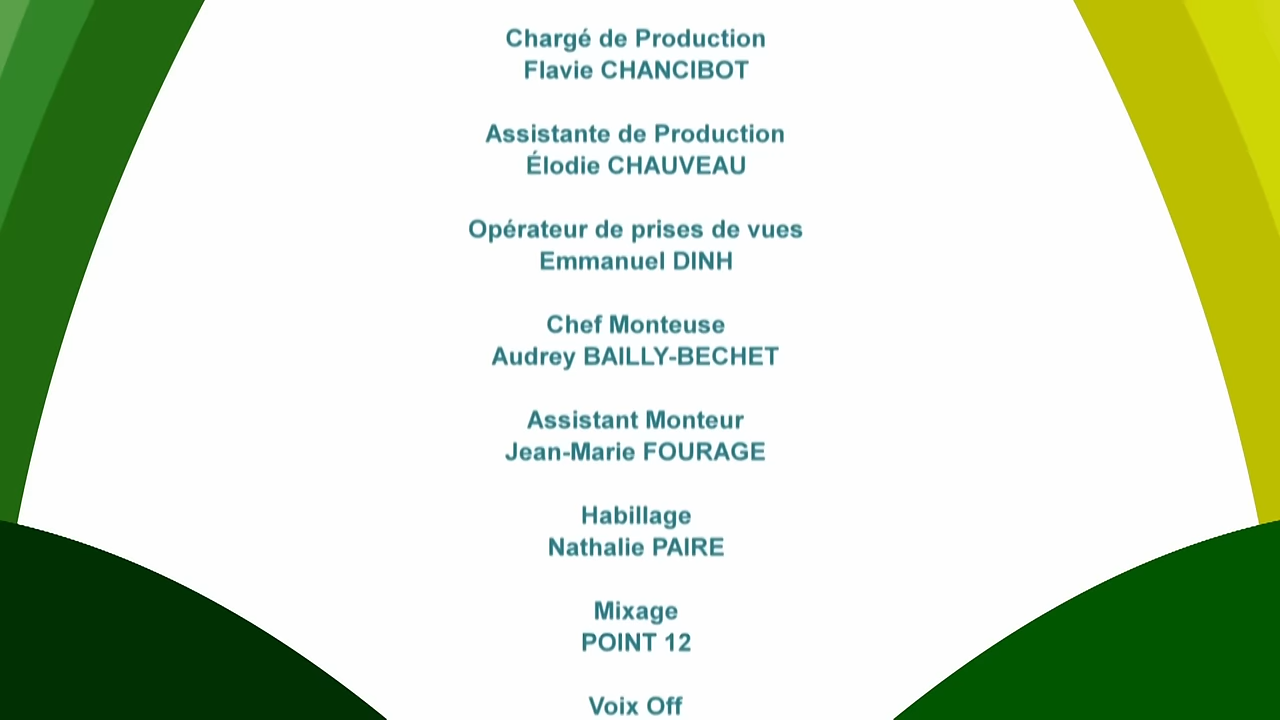 Chargé de Production
Flavie CHANCIBOT
Assistante de Production
Élodie CHAUVEAU
Opérateur de prises de vues
Emmanuel DINH
Chef Monteuse
Audrey BAILLY-BECHET
Assistant Monteur
Jean-Marie FOURAGE
Habillage
Nathalie PAIRE
Mixage
POINT 12
Voix Off